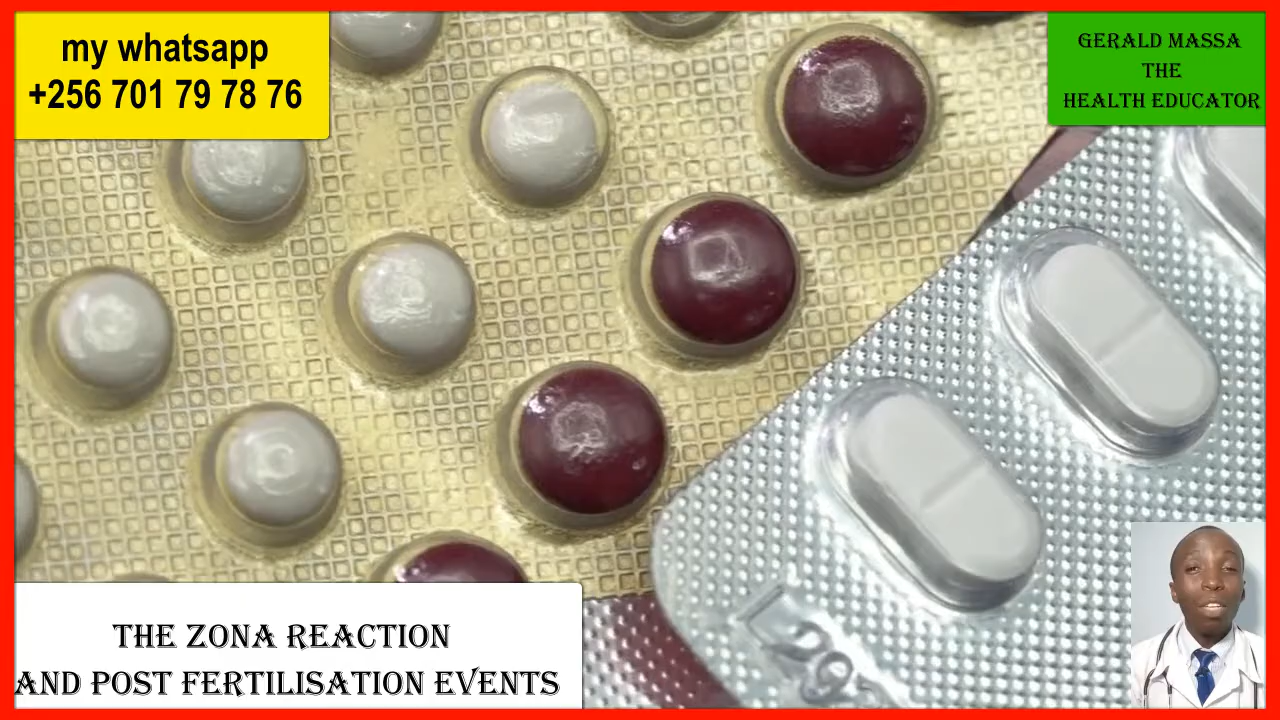 my whatsapp
+256 701 79 78 76
GERALD MASSA
THE
HEALTH EDUCATOR
THE ZONA REACTION
AND POST FERTILISATION EVENTS